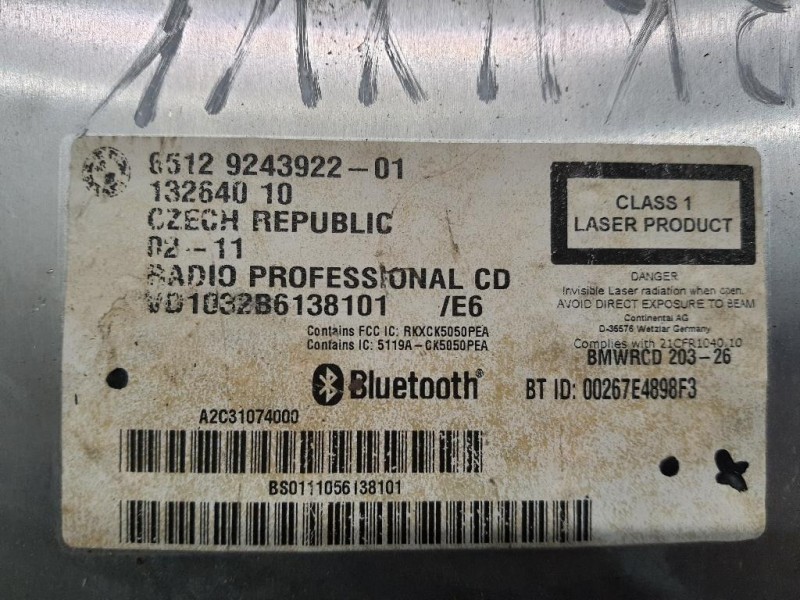 65129243922-01
132640 10
CZECH REPUBLIC
02-11
RADIO PROFESSIONAL CD
VD1032B6138101 /E6
Contains FCC IC: RKXCK5050PEA
Contains IC: 5119A-CK5050PEA
CLASS 1
LASER PRODUCT
DANGER
Invisible Laser radiation when open.
AVOID DIRECT EXPOSURE TO BEAM
Continental AG
D-35576 Wetzlar Germany
Complies with 21CFR1040.10
BMWRCD 203-26
Bluetooth®
BT ID: 00267E4898F3
A2C31074000
BS0111056138101